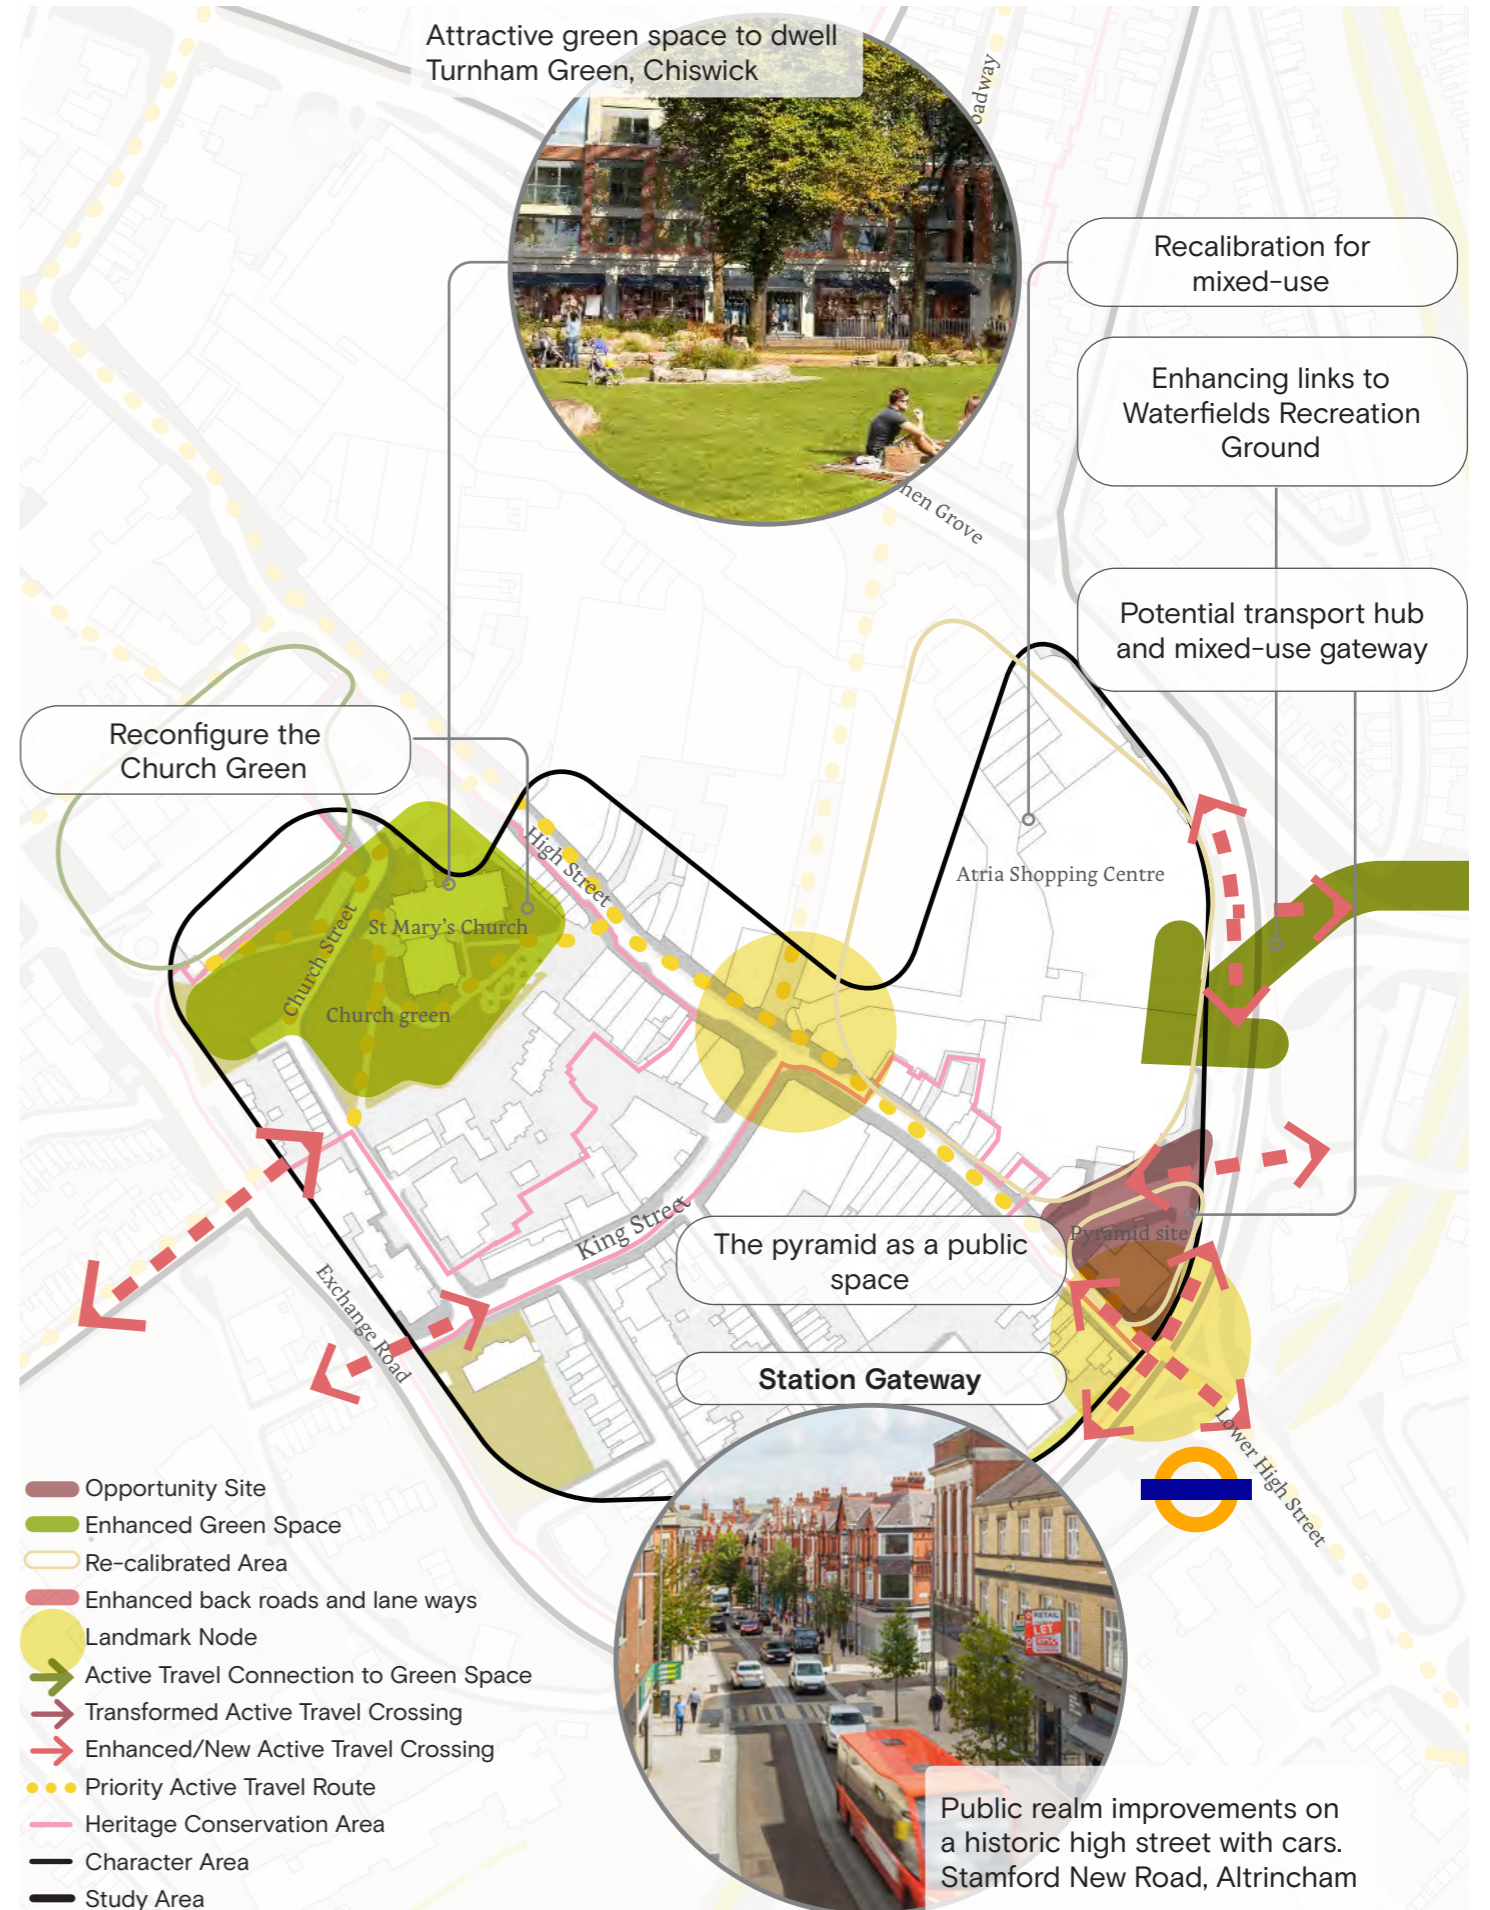 Attractive green space to dwell
Turnham Green, Chiswick
oadway
Recalibration for
mixed-use
Enhancing links to
Waterfields Recreation
Ground
hen Grove
Potential transport hub
and mixed-use gateway
Reconfigure the
Church Green
High Street
Atria Shopping Centre
St Mary's Church
Church Street
Church green
King Street
Pyramid site
The pyramid as a public
space
Exchange Road
Station Gateway
Lower High Street
RETAIL
LET
Opportunity Site
Enhanced Green Space
Re-calibrated Area
Enhanced back roads and lane ways
Landmark Node
Active Travel Connection to Green Space
Transformed Active Travel Crossing
Enhanced/New Active Travel Crossing
Priority Active Travel Route
Heritage Conservation Area
Character Area
Study Area
Public realm improvements on
a historic high street with cars.
Stamford New Road, Altrincham